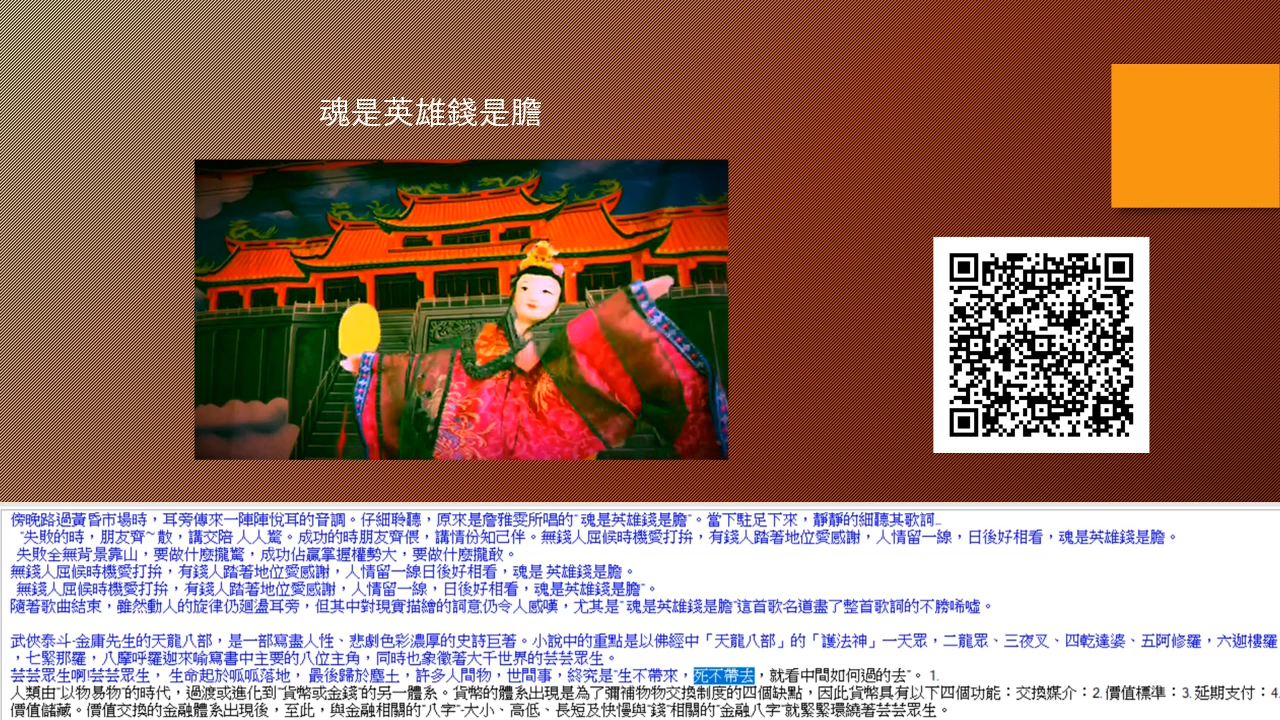 魂是英雄錢是膽
傍晚路過黃昏市場時，耳旁傳來一陣陣悅耳的音調。仔細聆聽，原來是詹雅雯所唱的"魂是英雄錢是膽"。當下駐足下來，靜靜的細聽其歌詞...
"失敗的時，朋友齊~ 散，講交陪 人人驚。成功的時朋友齊偎，講情份知己伴。無錢人屈候時機愛打拚，有錢人踏著地位愛感謝，人情留一線，日後好相看，魂是英雄錢是膽。
失敗全無背景靠山，要做什麼攏驚，成功佔贏掌握權勢大，要做什麼攏敢。
無錢人屈候時機愛打拚，有錢人踏著地位愛感謝，人情留一線日後好相看，魂是 英雄錢是膽。
無錢人屈候時機愛打拚，有錢人踏著地位愛感謝，人情留一線，日後好相看，魂是英雄錢是膽"。
隨著歌曲結束，雖然動人的旋律仍迴盪耳旁，但其中對現實描繪的詞意仍令人感嘆，尤其是"魂是英雄錢是膽"這首歌名道盡了整首歌詞的不勝唏噓。
武俠泰斗-金庸先生的天龍八部，是一部寫盡人性、悲劇色彩濃厚的史詩巨著。小說中的重點是以佛經中「天龍八部」的「護法神」一天眾，二龍眾、三夜叉、四乾達婆、五阿修羅，六迦樓羅
，七緊那羅，八摩呼羅迦來喻寫書中主要的八位主角，同時也象徵著大千世界的芸芸眾生。
芸芸眾生啊!芸芸眾生， 生命起於呱呱落地， 最後歸於塵土，許多人間物，世間事，終究是"生不帶來，死不帶去，就看中間如何過的去"。 1.
人類由"以物易物"的時代，過渡或進化到"貨幣或金錢"的另一體系。貨幣的體系出現是為了彌補物物交換制度的四個缺點，因此貨幣具有以下四個功能：交換媒介：2.價值標準：3.延期支付：4.
價值儲藏。價值交換的金融體系出現後，至此，與金融相關的"八字"-大小、高低、長短及快慢與"錢"相關的"金融八字"就緊緊環繞著芸芸眾生。